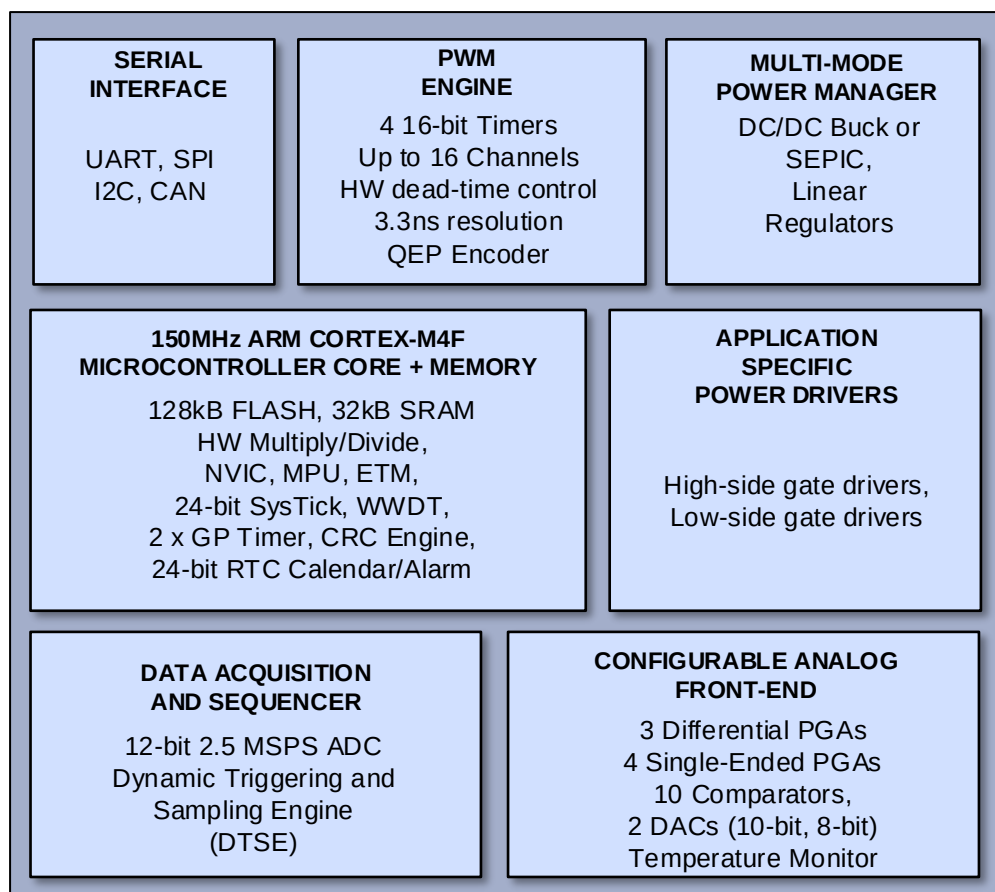 SERIAL
INTERFACE
UART, SPI
I2C, CAN
PWM
ENGINE
4 16-bit Timers
Up to 16 Channels
HW dead-time control
3.3ns resolution
QEP Encoder
MULTI-MODE
POWER MANAGER
DC/DC Buck or
SEPIC,
Linear
Regulators
150MHz ARM CORTEX-M4F
MICROCONTROLLER CORE + MEMORY
128kB FLASH, 32kB SRAM
HW Multiply/Divide,
NVIC, MPU, ETM,
24-bit SysTick, WWDT,
2 x GP Timer, CRC Engine,
24-bit RTC Calendar/Alarm
APPLICATION
SPECIFIC
POWER DRIVERS
High-side gate drivers,
Low-side gate drivers
DATA ACQUISITION
AND SEQUENCER
12-bit 2.5 MSPS ADC
Dynamic Triggering and
Sampling Engine
(DTSE)
CONFIGURABLE ANALOG
FRONT-END
3 Differential PGAs
4 Single-Ended PGAs
10 Comparators,
2 DACs (10-bit, 8-bit)
Temperature Monitor